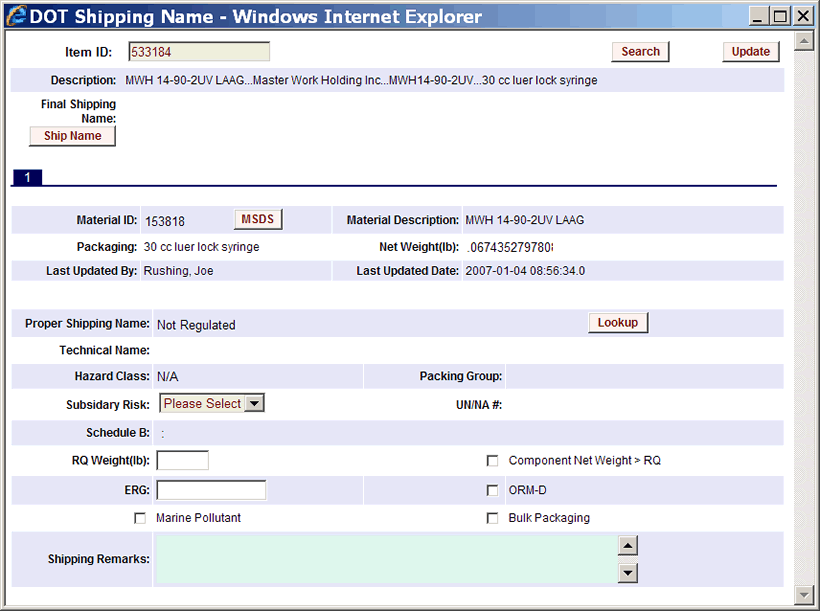 DOT Shipping Name - Windows Internet Explorer
Item ID: 533184 Search Update
Description: MWH 14-90-2UV LAAG...Master Work Holding Inc...MWH14-90-2UV...30 cc luer lock syringe
Final Shipping
Name:
Ship Name
1
Material ID: 153818 MSDS Material Description: MWH 14-90-2UV LAAG
Packaging: 30 cc luer lock syringe Net Weight(lb): .067435279780
Last Updated By: Rushing, Joe Last Updated Date: 2007-01-04 08:56:34.0
Proper Shipping Name: Not Regulated Lookup
Technical Name:
Hazard Class: N/A Packing Group:
Subsidary Risk: Please Select UN/NA #:
Schedule B: :
RQ Weight(lb): Component Net Weight > RQ
ERG: ORM-D
Marine Pollutant Bulk Packaging
Shipping Remarks: